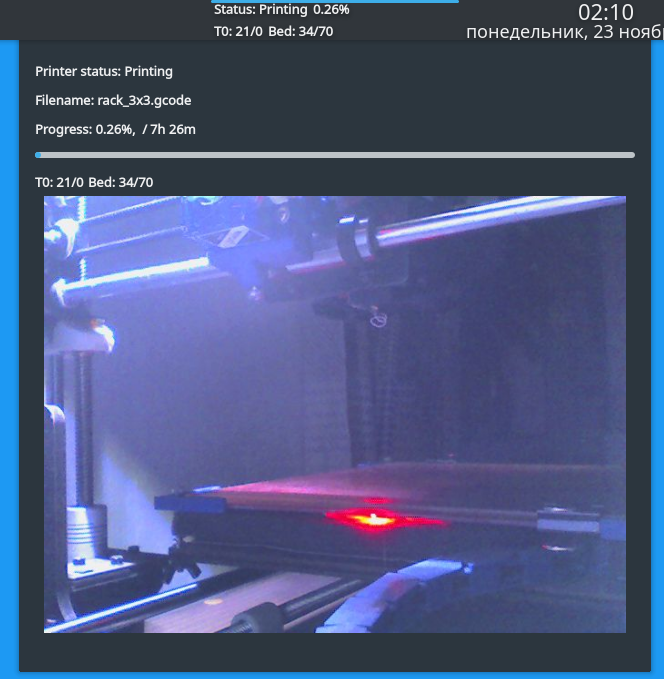 Status: Printing 0.26%
02:10
T0: 21/0 Bed: 34/70
понедельник, 23 нояб
Printer status: Printing
Filename: rack_3x3.gcode
Progress: 0.26%, / 7h 26m
T0: 21/0 Bed: 34/70